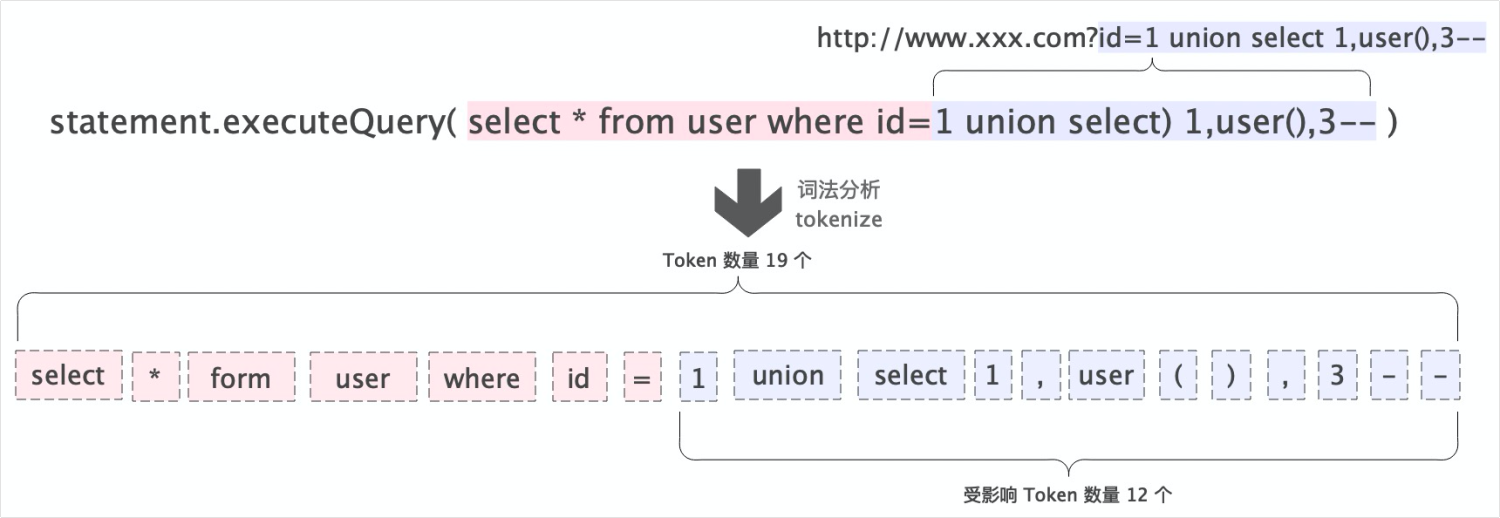 http://www.xxx.com?id=1 union select 1,user(),3--
statement.executeQuery( select * from user where id=1 union select) 1,user(),3-- )
词法分析
tokenize
Token 数量 19 个
select * form user where id = 1 union select 1 , user ( ) , 3 - -
受影响 Token 数量 12 个